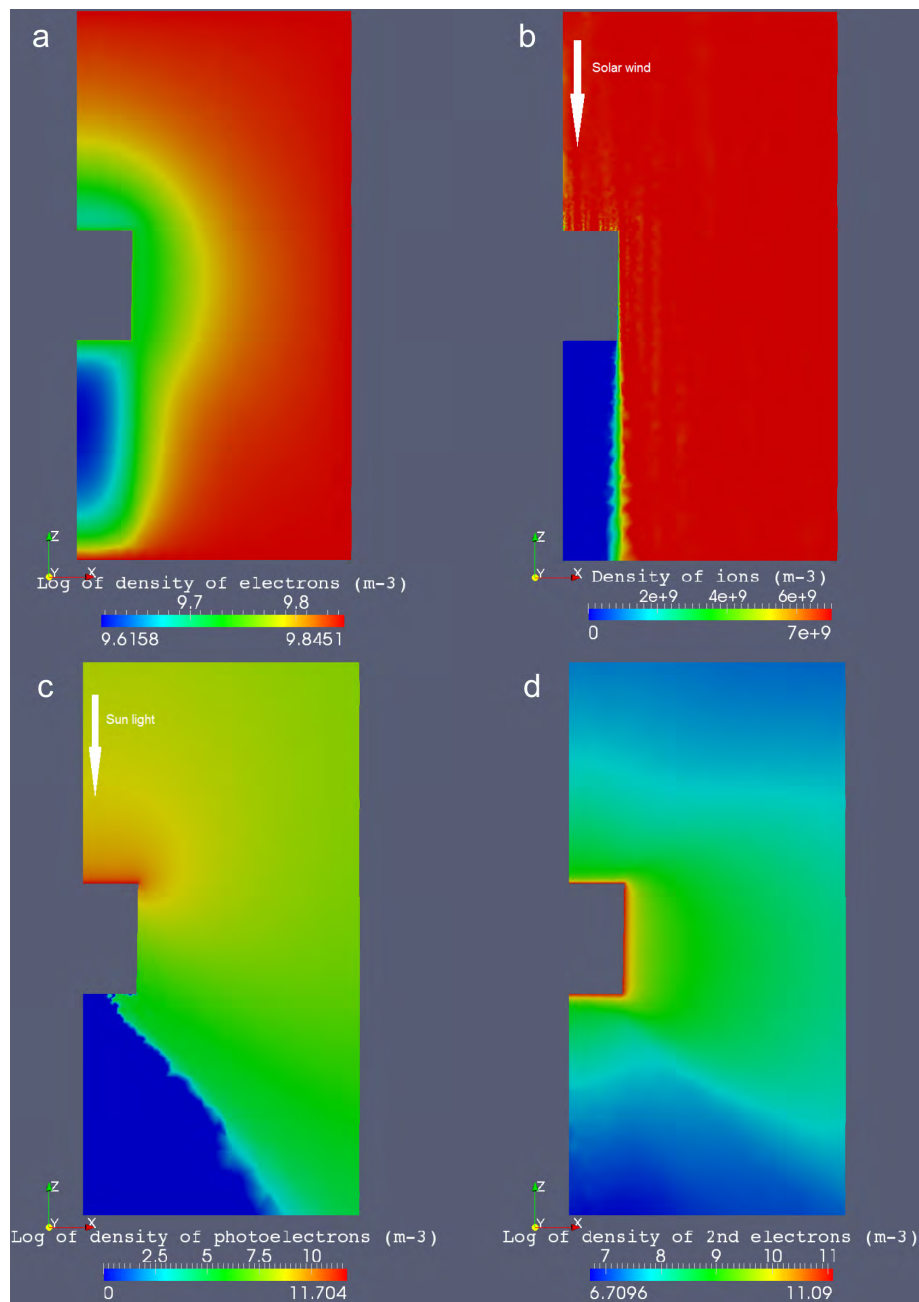 a
Z
Y X
Log of density of electrons (m-3)
9.7 9.8
9.6158 9.8451
b
Solar wind
Z
Y X
Density of ions (m-3)
2e+9 4e+9 6e+9
0 7e+9
c
Sun light
Z
Y X
Log of density of photoelectrons (m-3)
2.5 5 7.5 10
0 11.704
d
Z
Y X
Log of density of 2nd electrons (m-3)
7 8 9 10 11
6.7096 11.09